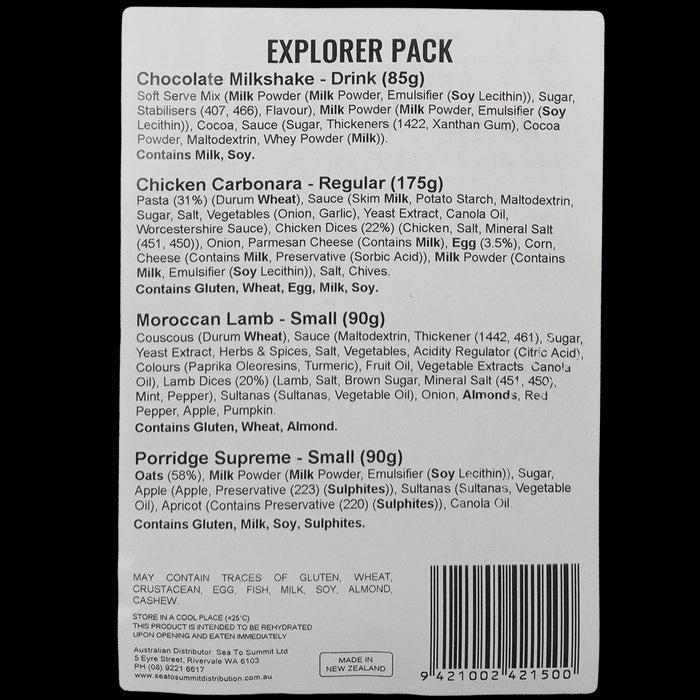 EXPLORER PACK
Chocolate Milkshake - Drink (85g)
Soft Serve Mix (Milk Powder (Milk Powder, Emulsifier (Soy Lecithin)), Sugar,
Stabilisers (407, 466), Flavour), Milk Powder (Milk Powder, Emulsifier (Soy
Lecithin)), Cocoa, Sauce (Sugar, Thickeners (1422, Xanthan Gum), Cocoa
Powder, Maltodextrin, Whey Powder (Milk)).
Contains Milk, Soy.
Chicken Carbonara - Regular (175g)
Pasta (31%) (Durum Wheat), Sauce (Skim Milk, Potato Starch, Maltodextrin,
Sugar, Salt, Vegetables (Onion, Garlic), Yeast Extract, Canola Oil,
Worcestershire Sauce), Chicken Dices (22%) (Chicken, Salt, Mineral Salt
(451, 450)), Onion, Parmesan Cheese (Contains Milk), Egg (3.5%), Corn,
Cheese (Contains Milk, Preservative (Sorbic Acid)), Milk Powder (Contains
Milk, Emulsifier (Soy Lecithin)), Salt, Chives.
Contains Gluten, Wheat, Egg, Milk, Soy.
Moroccan Lamb - Small (90g)
Couscous (Durum Wheat), Sauce (Maltodextrin, Thickener (1442, 461), Sugar,
Yeast Extract, Herbs & Spices, Salt, Vegetables, Acidity Regulator (Citric Acid),
Colours (Paprika Oleoresins, Turmeric), Fruit Oil, Vegetable Extracts Canola
Oil), Lamb Dices (20%) (Lamb, Salt, Brown Sugar, Mineral Salt (451, 450),
Mint, Pepper), Sultanas (Sultanas, Vegetable Oil), Onion, Almonds, Red
Pepper, Apple, Pumpkin.
Contains Gluten, Wheat, Almond.
Porridge Supreme - Small (90g)
Oats (58%), Milk Powder (Milk Powder, Emulsifier (Soy Lecithin)), Sugar,
Apple (Apple, Preservative (223) (Sulphites)), Sultanas (Sultanas, Vegetable
Oil), Apricot (Contains Preservative (220) (Sulphites)), Canola Oil
Contains Gluten, Milk, Soy, Sulphites.
MAY CONTAIN TRACES OF GLUTEN, WHEAT,
CRUSTACEAN, EGG, FISH, MILK, SOY, ALMOND,
CASHEW.
STORE IN A COOL PLACE (<25°C)
THIS PRODUCT IS INTENDED TO BE REHYDRATED
UPON OPENING AND EATEN IMMEDIATELY
Australian Distributor: Sea To Summit Ltd
5 Eyre Street, Rivervale WA 6103
PH (08) 9221 6617
www.seatosummitdistribution.com.au
MADE IN
NEW ZEALAND
9 421002 421500